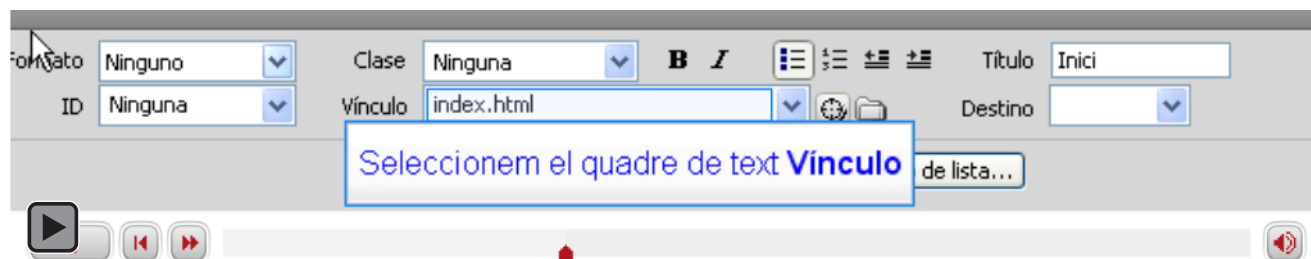 Formato Ninguno Clase Ninguna B I Título Inici
ID Ninguna Vínculo index.html Destino
Seleccionem el quadre de text Vínculo de lista...